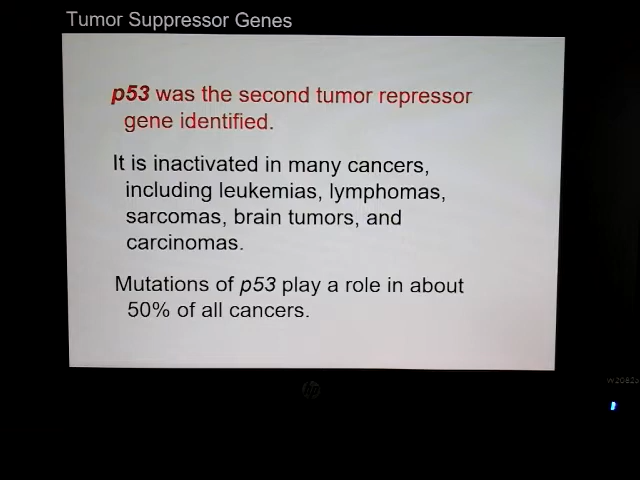 Tumor Suppressor Genes
p53 was the second tumor repressor
gene identified.
It is inactivated in many cancers,
including leukemias, lymphomas,
sarcomas, brain tumors, and
carcinomas.
Mutations of p53 play a role in about
50% of all cancers.
hp